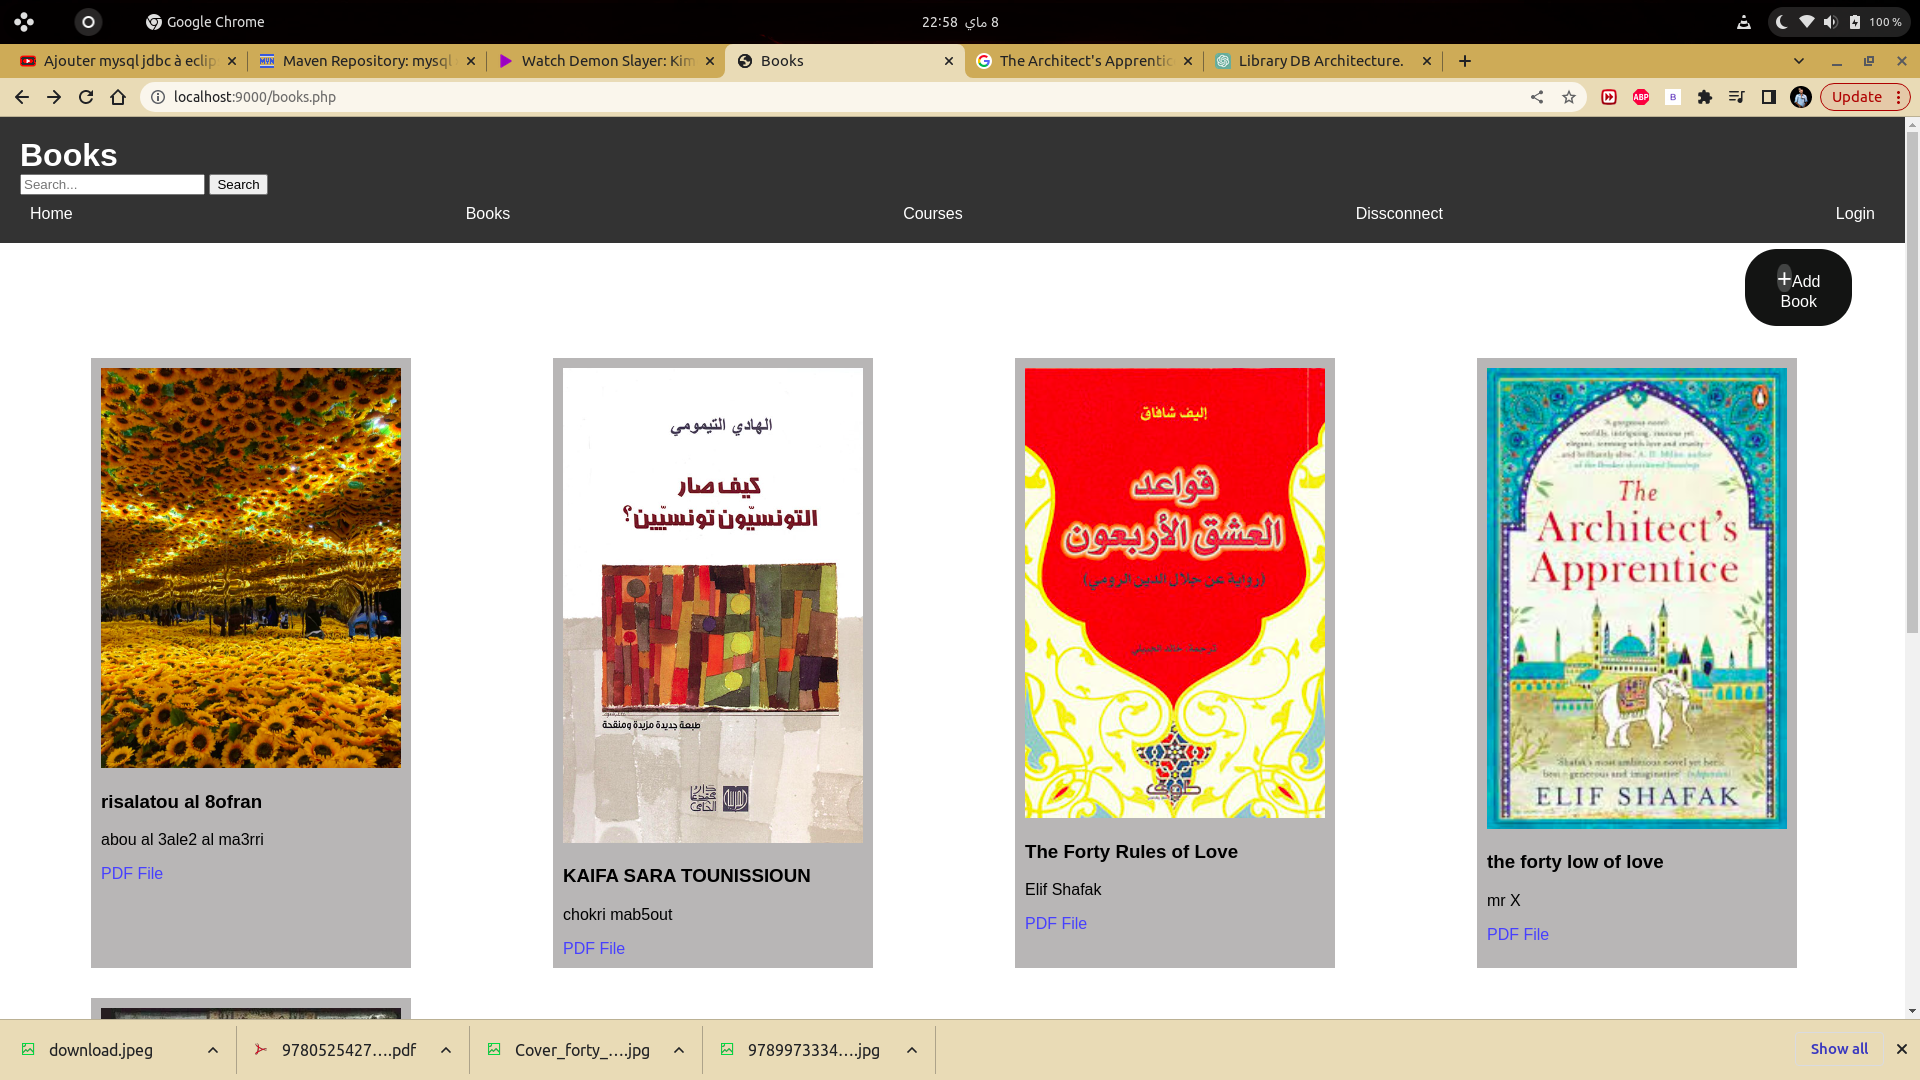 Google Chrome
22:58 8 ماي
100 %
Ajouter mysql jdbc à eclip
Maven Repository: mysql
Watch Demon Slayer: Kim
Books
The Architect's Apprentic
Library DB Architecture.
localhost:9000/books.php
ABP
B
Update
Books
Search...
Search
Home
Books
Courses
Dissconnect
Login
+Add
Book
risalatou al 8ofran
abou al 3ale2 al ma3rri
PDF File
الهادي التيمومي
كيف صار
التونسيّون تونسيّين؟
طبعة جديدة مزيدة ومنقحة
KAIFA SARA TOUNISSIOUN
chokri mab5out
PDF File
إليف شافاق
قواعد
العشق الأربعون
(رواية عن جلال الدين الرومي)
The Forty Rules of Love
Elif Shafak
PDF File
The
Architect's
Apprentice
ELIF SHAFAK
the forty low of love
mr X
PDF File
download.jpeg
9780525427....pdf
Cover_forty_....jpg
9789973334....jpg
Show all